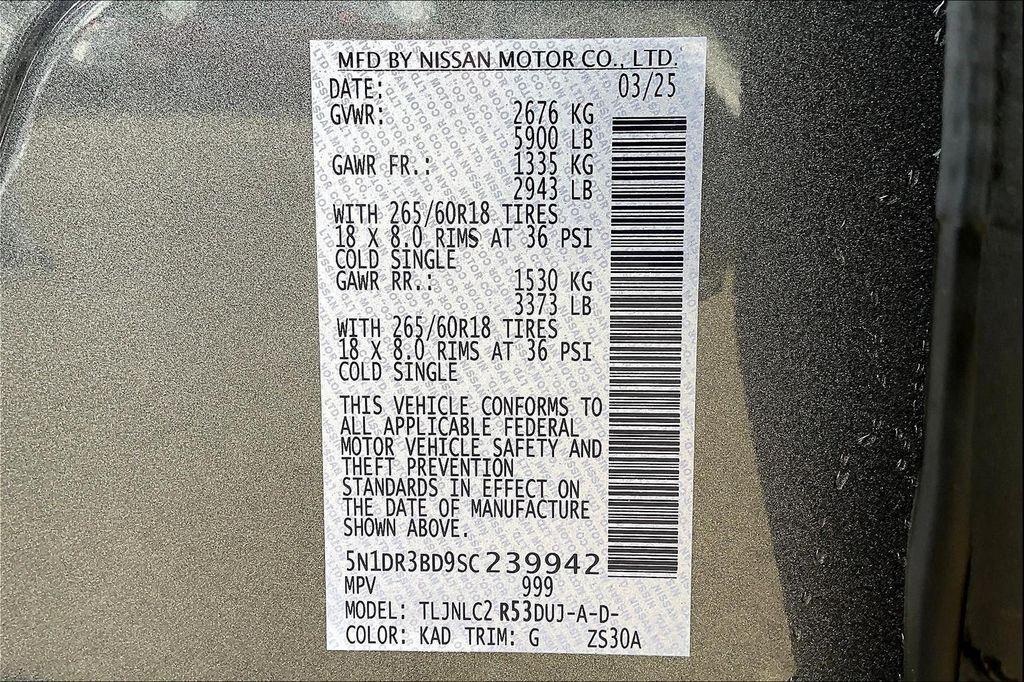 MFD BY NISSAN MOTOR CO., LTD.
DATE: 03/25
GVWR: 2676 KG
5900 LB
GAWR FR.: 1335 KG
2943 LB
WITH 265/60R18 TIRES
18 X 8.0 RIMS AT 36 PSI
COLD SINGLE
GAWR RR.: 1530 KG
3373 LB
WITH 265/60R18 TIRES
18 X 8.0 RIMS AT 36 PSI
COLD SINGLE
THIS VEHICLE CONFORMS TO
ALL APPLICABLE FEDERAL
MOTOR VEHICLE SAFETY AND
THEFT PREVENTION
STANDARDS IN EFFECT ON
THE DATE OF MANUFACTURE
SHOWN ABOVE.
5N1DR3BD9SC239942
MPV 999
MODEL: TLJNLC2 R53DUJ-A-D-
COLOR: KAD TRIM: G ZS30A